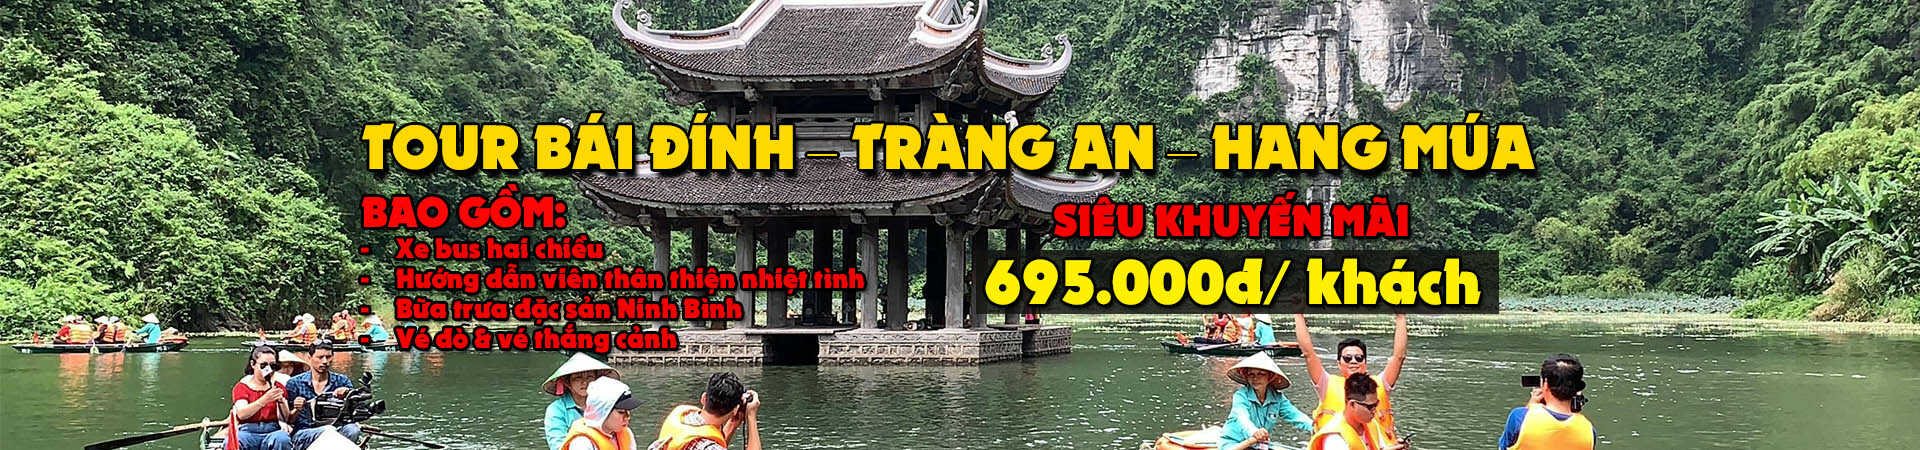 TOUR BÁI ĐÍNH – TRÀNG AN – HANG MÚA
BAO GỒM:
- Xe bus hai chiều
- Hướng dẫn viên thân thiện nhiệt tình
- Bữa trưa đặc sản Ninh Bình
- Vé đò & vé thắng cảnh
SIÊU KHUYẾN MÃI
695.000đ/ khách